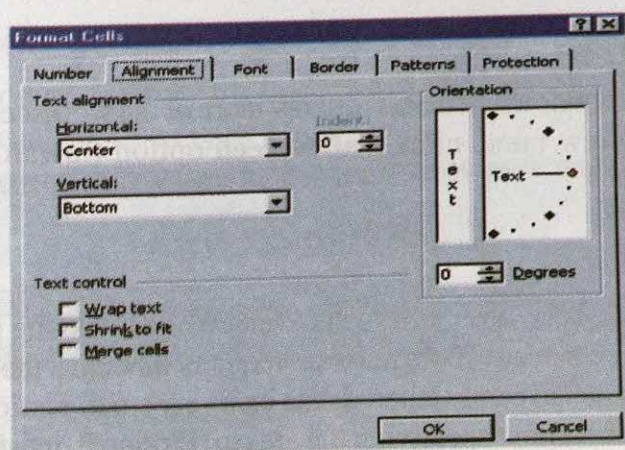 Format Cells
Number Alignment Font Border Patterns Protection
Text alignment
Horizontal:
Center
Indent:
0
Vertical:
Bottom
Text control
Wrap text
Shrink to fit
Merge cells
Orientation
Text
Text
0 Degrees
OK Cancel